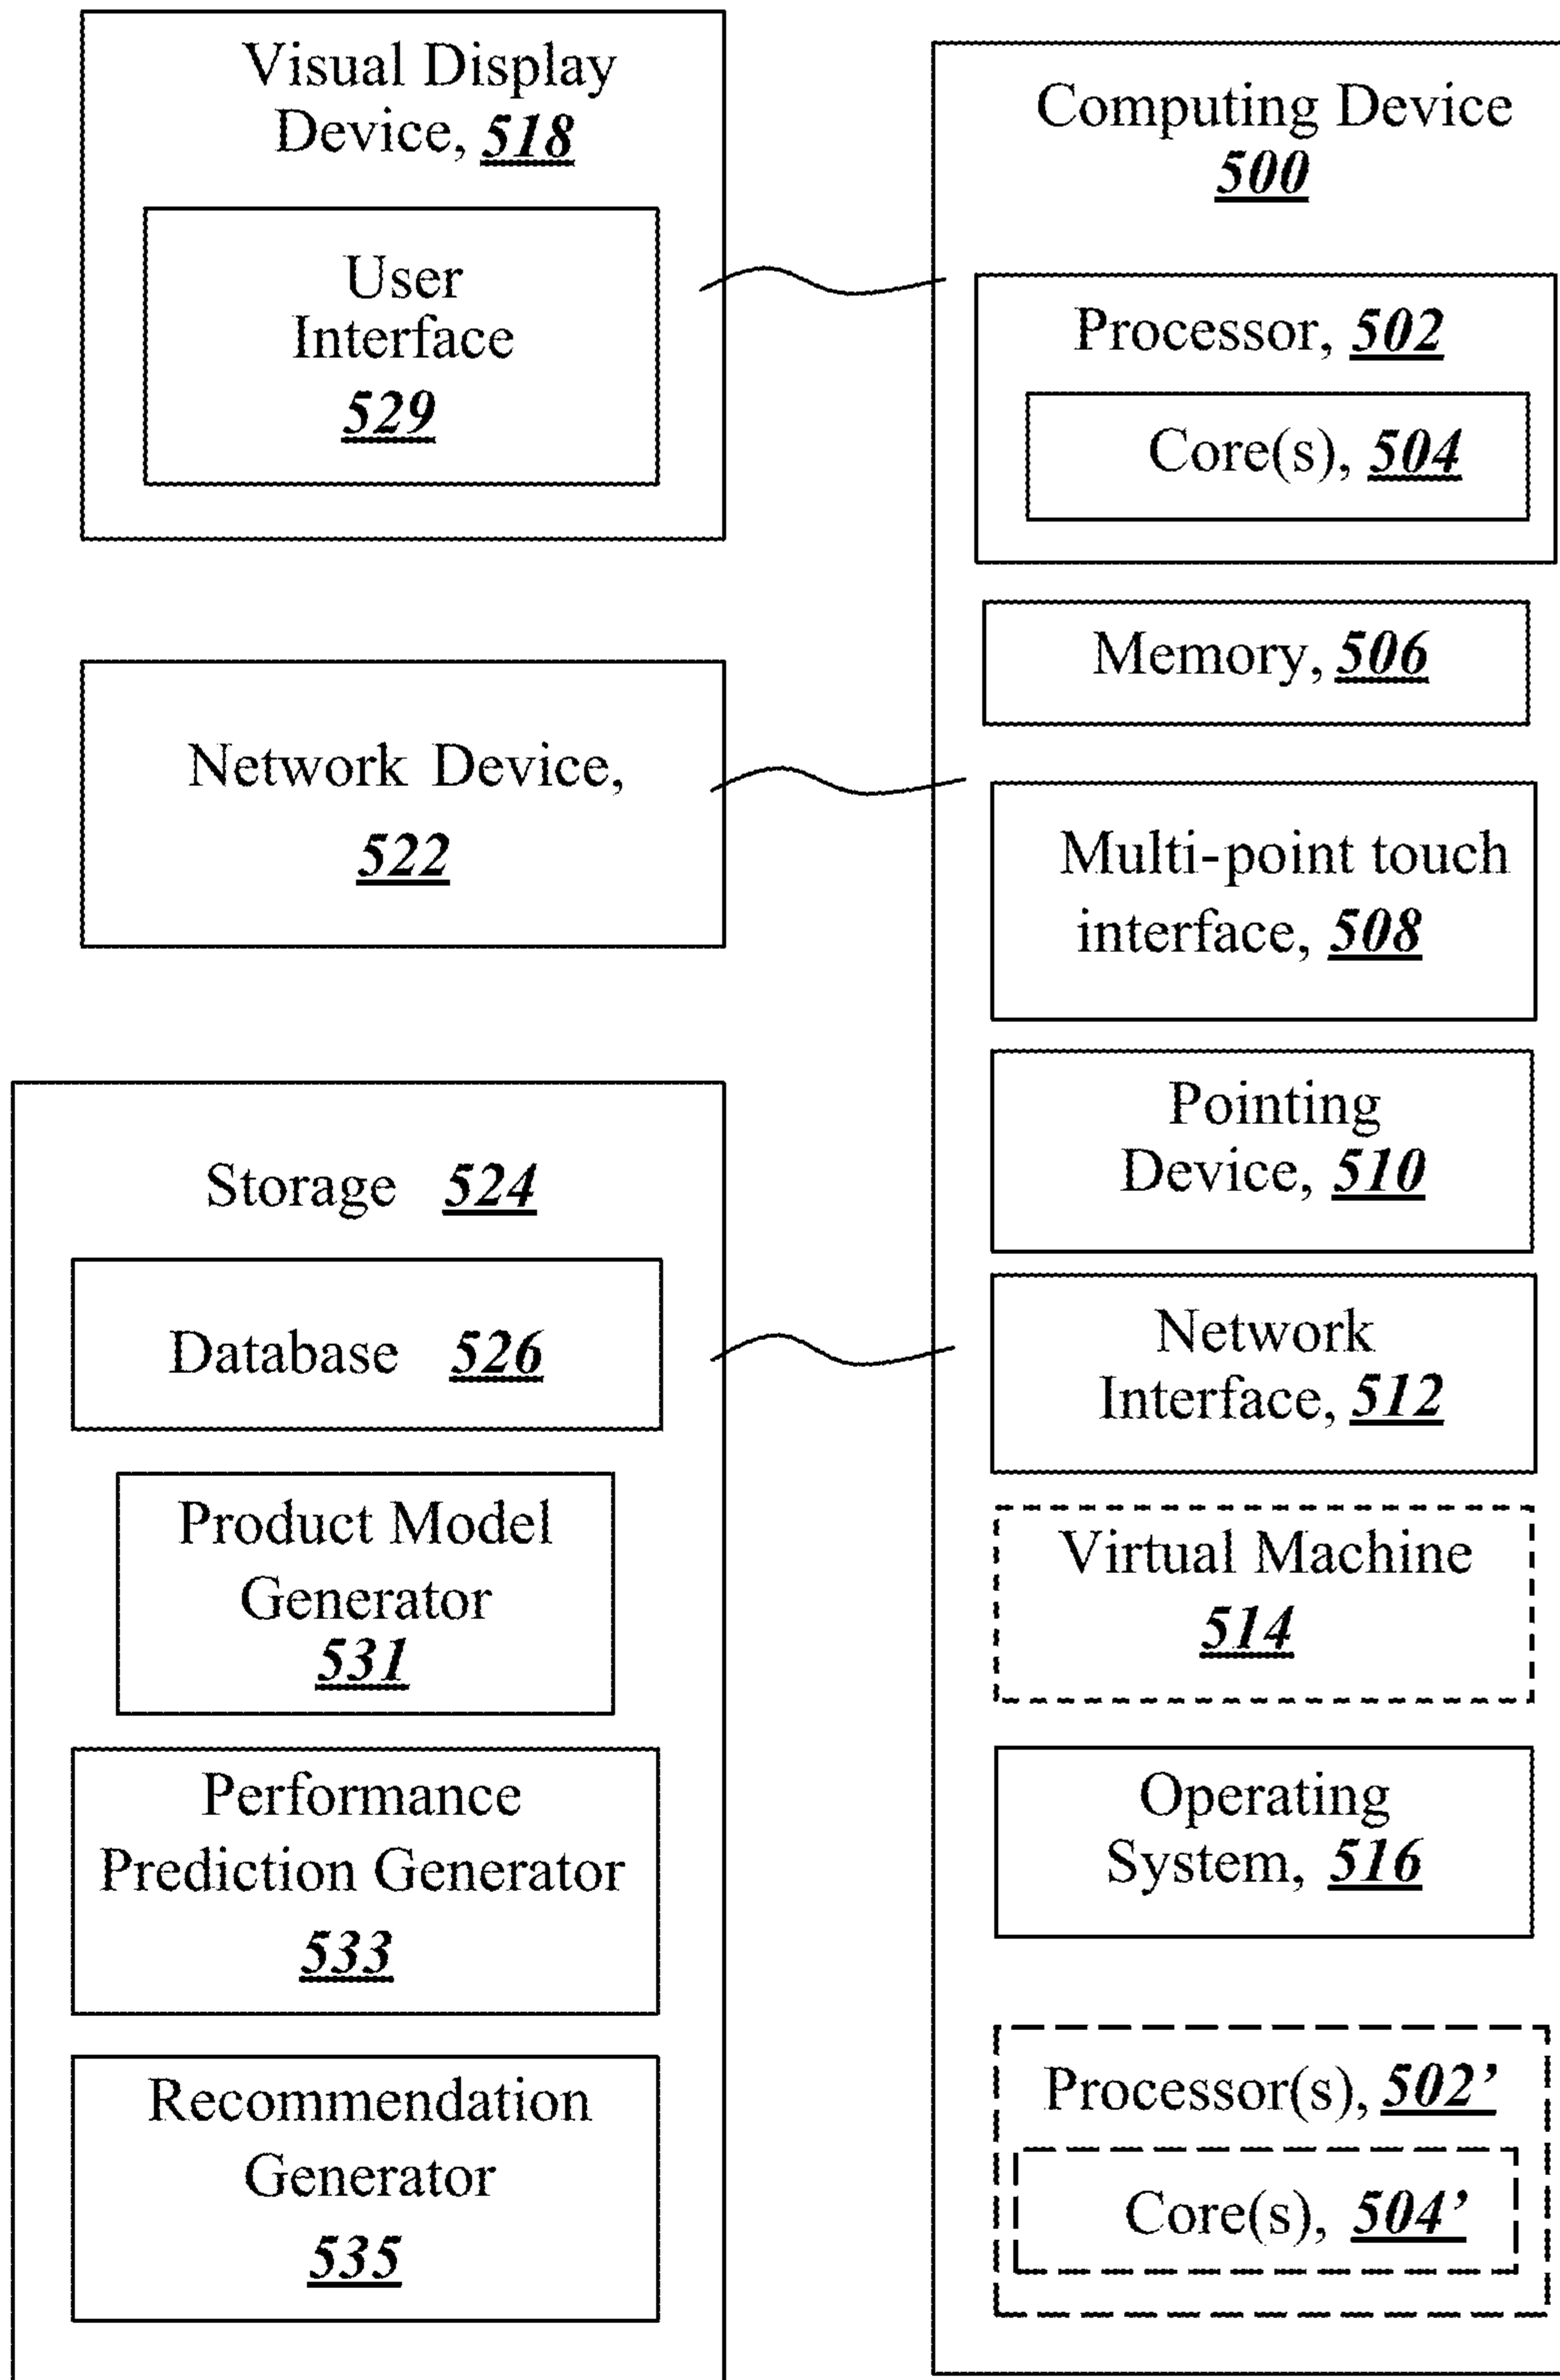 Visual Display
Device, 518
User
Interface
529
Network Device,
522
Storage 524
Database 526
Product Model
Generator
531
Performance
Prediction Generator
533
Recommendation
Generator
535
Computing Device
500
Processor, 502
Core(s), 504
Memory, 506
Multi-point touch
interface, 508
Pointing
Device, 510
Network
Interface, 512
Virtual Machine
514
Operating
System, 516
Processor(s), 502’
Core(s), 504’